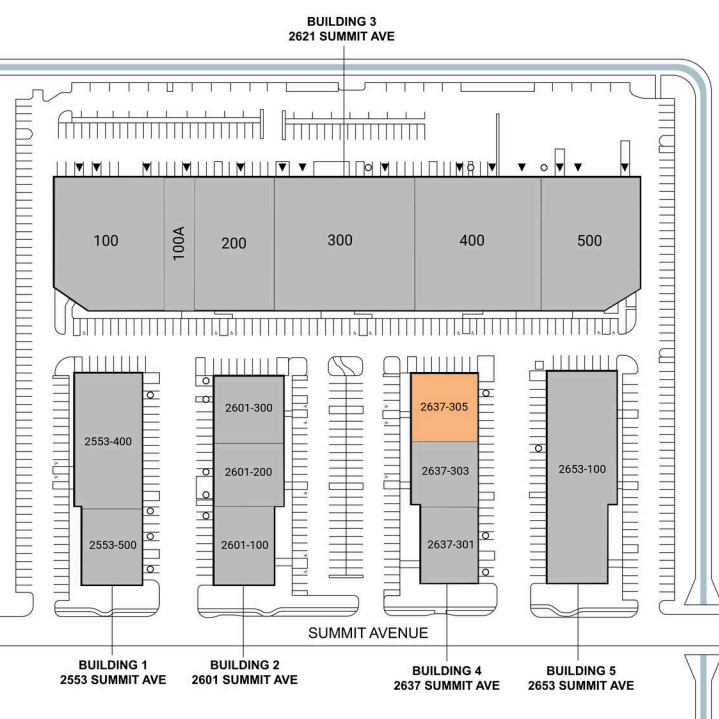 BUILDING 3
2621 SUMMIT AVE
100
100A
200
300
400
500
2553-400
2553-500
2601-300
2601-200
2601-100
2637-305
2637-303
2637-301
2653-100
SUMMIT AVENUE
BUILDING 1
2553 SUMMIT AVE
BUILDING 2
2601 SUMMIT AVE
BUILDING 4
2637 SUMMIT AVE
BUILDING 5
2653 SUMMIT AVE